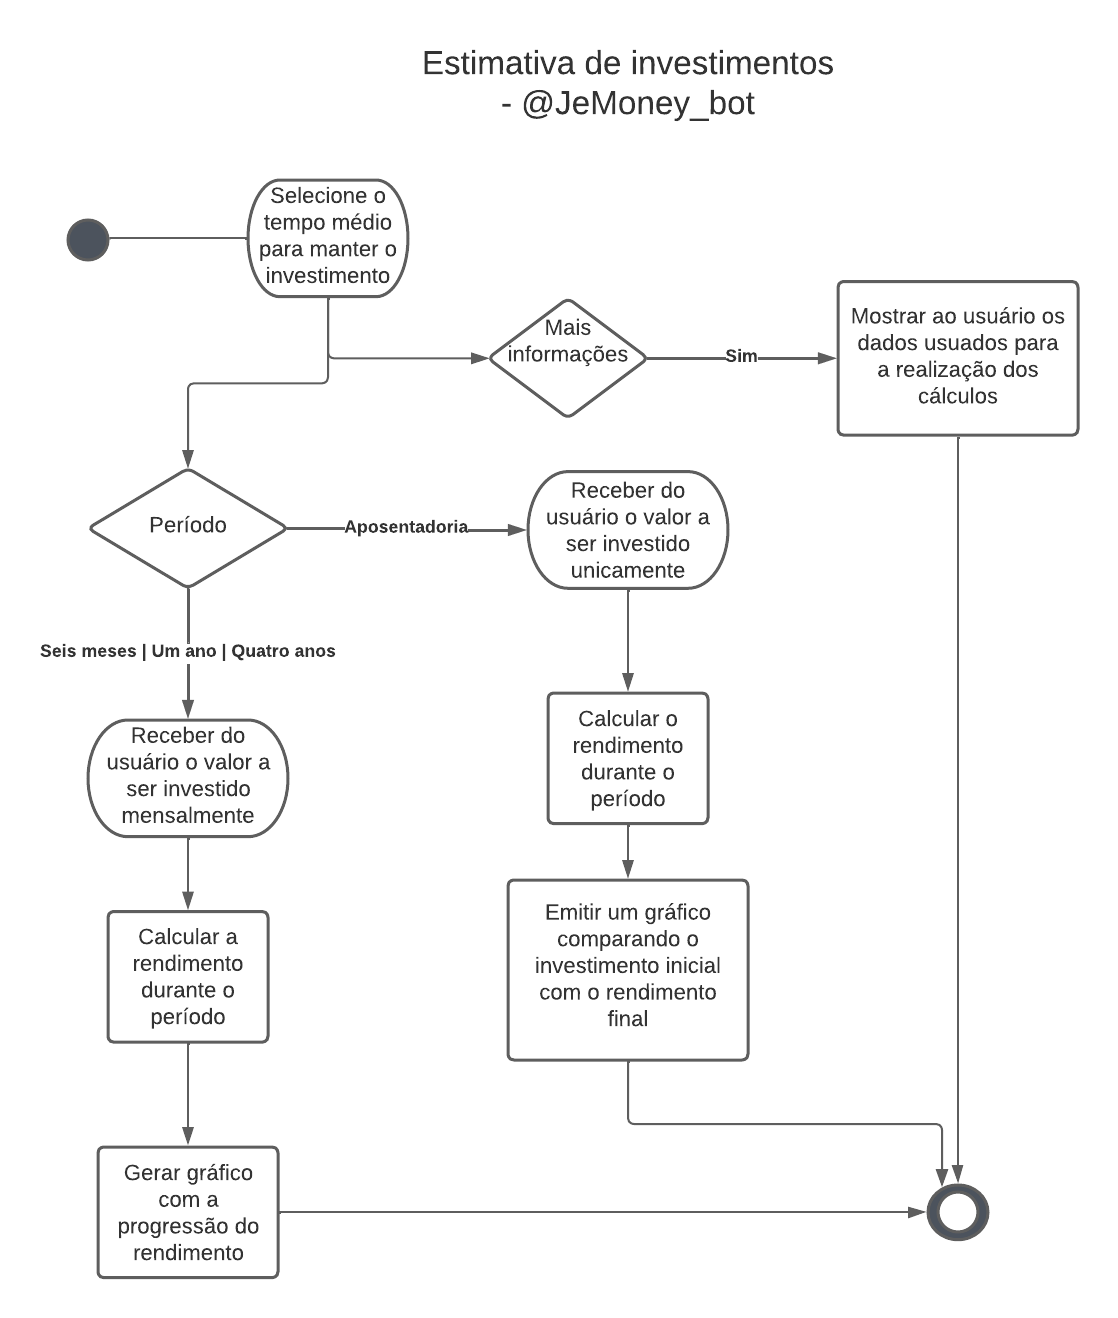 Estimativa de investimentos
- @JeMoney_bot
Selecione o
tempo médio
para manter o
investimento
Mais
informações
Sim
Mostrar ao usuário os
dados usuados para
a realização dos
cálculos
Período
Aposentadoria
Receber do
usuário o valor a
ser investido
unicamente
Seis meses | Um ano | Quatro anos
Receber do
usuário o valor a
ser investido
mensalmente
Calcular o
rendimento
durante o
período
Calcular a
rendimento
durante o
período
Emitir um gráfico
comparando o
investimento inicial
com o rendimento
final
Gerar gráfico
com a
progressão do
rendimento